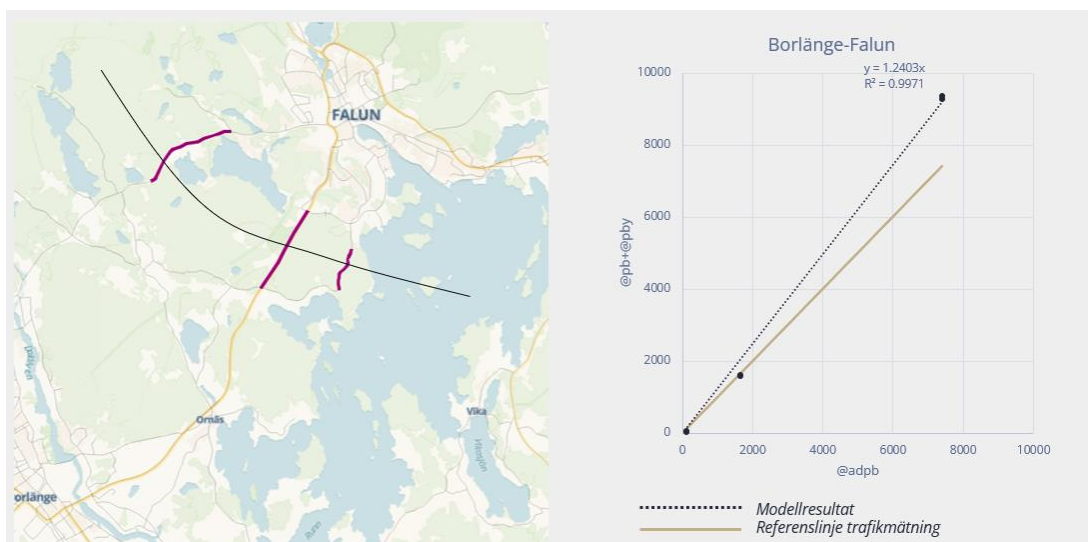 FALUN
Ornäs
Vika
orlänge
Runn
Borlänge-Falun
y = 1.2403x
R² = 0.9971
10000
8000
6000
4000
2000
0
@pb+@pby
0 2000 4000 6000 8000 10000
@adpb
Modellresultat
Referenslinje trafikmätning